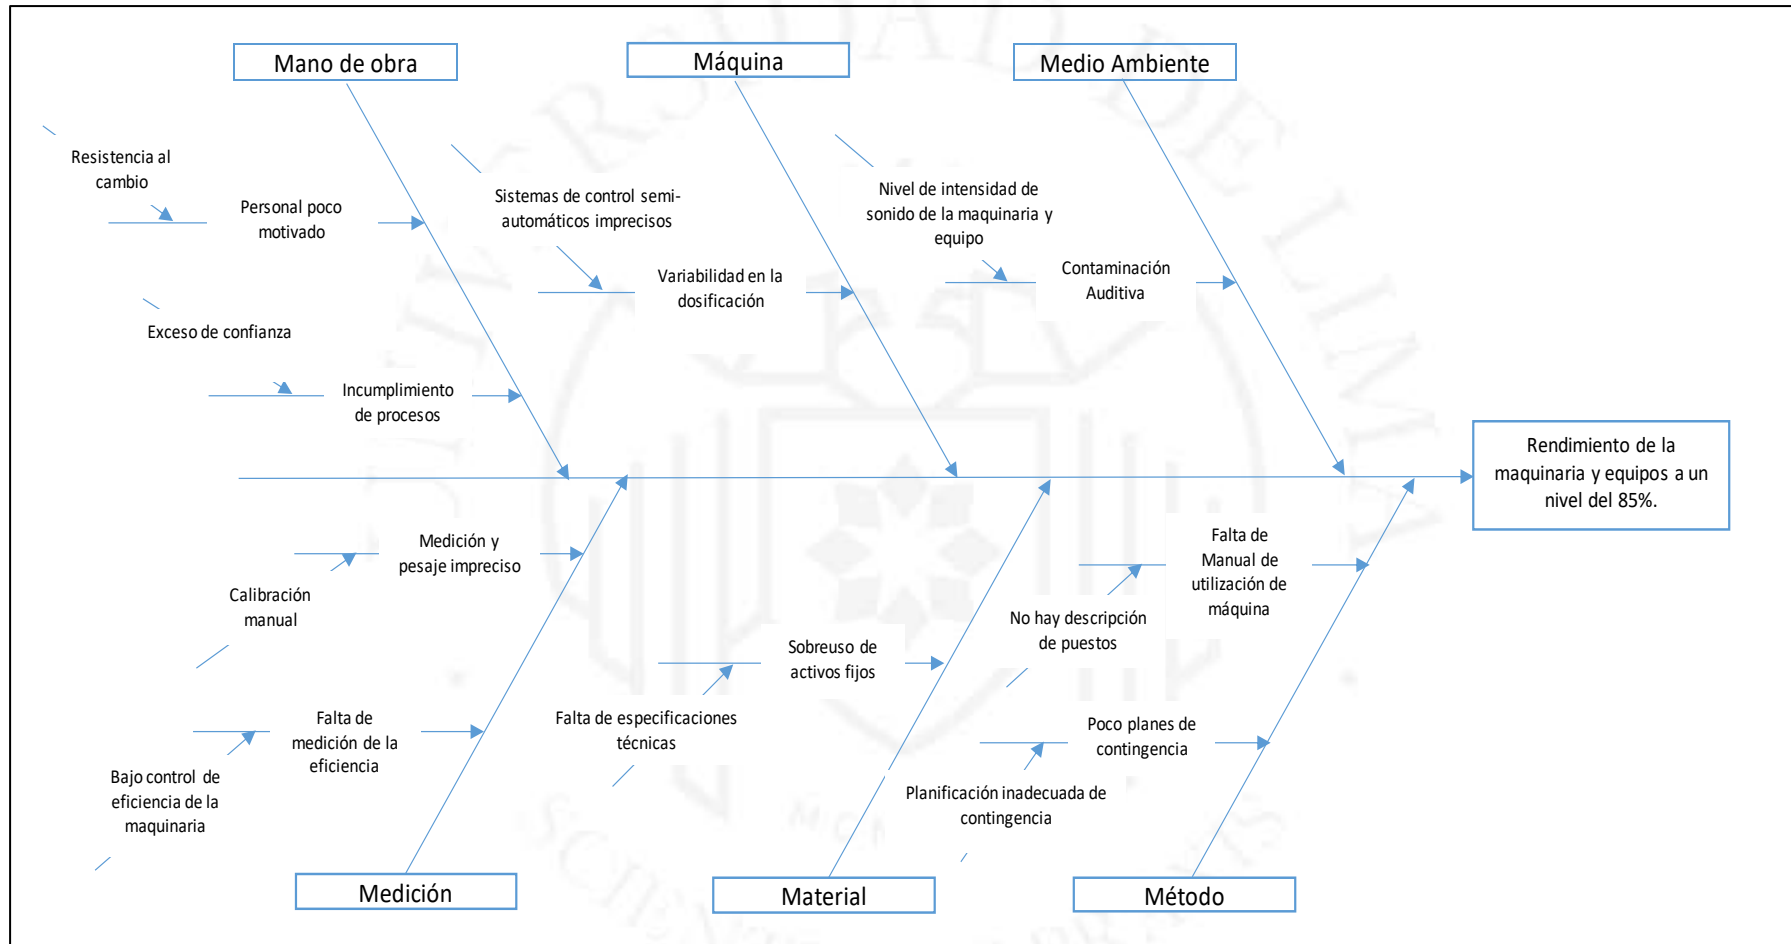 Mano de obra
Máquina
Medio Ambiente
Resistencia al
cambio
Personal poco
motivado
Sistemas de control semi-
automáticos imprecisos
Nivel de intensidad de
sonido de la maquinaria y
equipo
Variabilidad en la
dosificación
Contaminación
Auditiva
Exceso de confianza
Incumplimiento
de procesos
Rendimiento de la
maquinaria y equipos a un
nivel del 85%.
Medición y
pesaje impreciso
Falta de
Manual de
utilización de
máquina
Calibración
manual
No hay descripción
de puestos
Sobreuso de
activos fijos
Falta de
medición de la
eficiencia
Falta de especificaciones
técnicas
Poco planes de
contingencia
Bajo control de
eficiencia de la
maquinaria
Planificación inadecuada de
contingencia
Medición
Material
Método